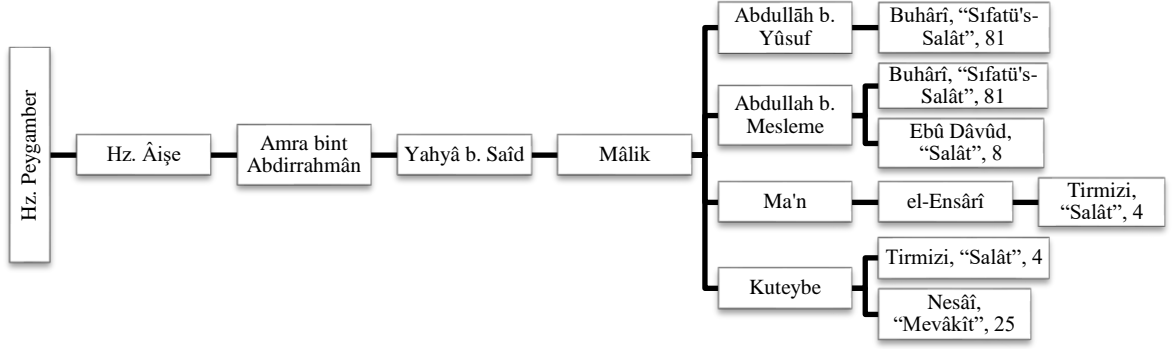 Hz. Peygamber
Hz. Âişe
Amra bint
Abdirrahmân
Yahyâ b. Saîd
Mâlik
Abdullāh b.
Yûsuf
Buhârî, “Sıfatü's-
Salât”, 81
Abdullah b.
Mesleme
Buhârî, “Sıfatü's-
Salât”, 81
Ebû Dâvûd,
“Salât”, 8
Ma'n
el-Ensârî
Tirmizi,
“Salât”, 4
Kuteybe
Tirmizi, “Salât”, 4
Nesâî,
“Mevâkît”, 25